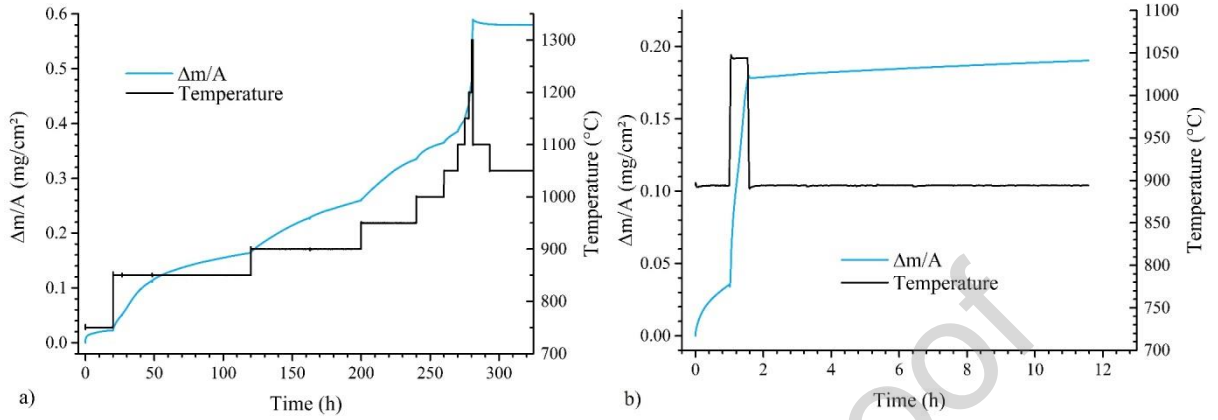 0.6
0.5
0.4
0.3
0.2
0.1
0.0
Δm/A (mg/cm²)
Δm/A
Temperature
1300
1200
1100
1000
900
800
700
Temperature (°C)
0 50 100 150 200 250 300
a)
Time (h)
0.20
0.15
0.10
0.05
0.00
Δm/A (mg/cm²)
Δm/A
Temperature
1100
1050
1000
950
900
850
800
750
700
Temperature (°C)
0 2 4 6 8 10 12
b)
Time (h)
oof